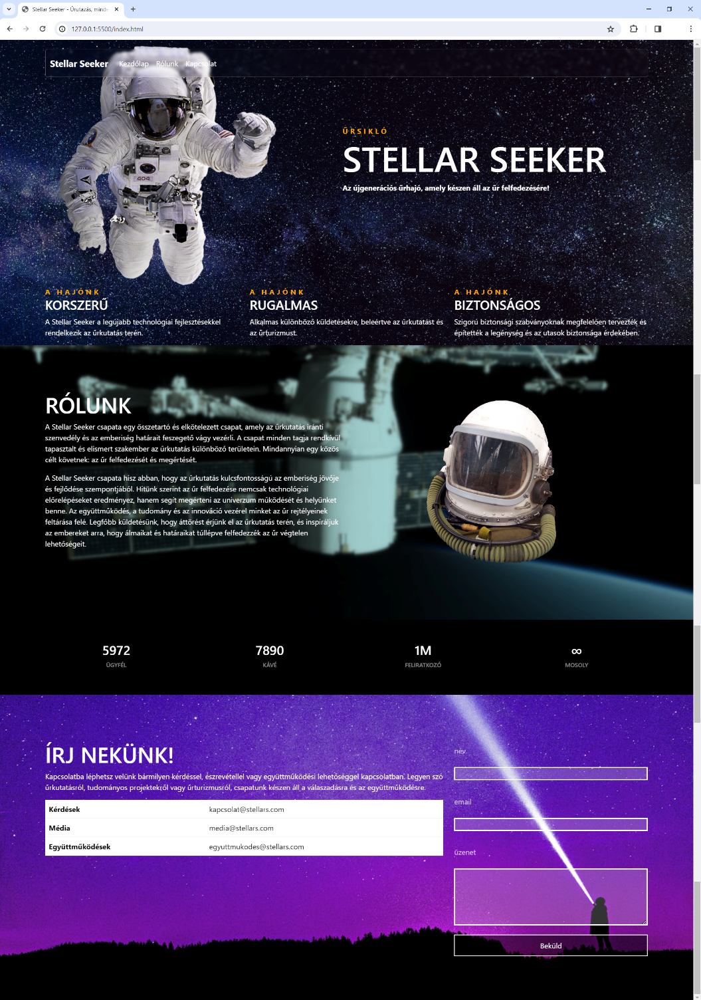 Stellar Seeker - Űrutazás, minde
127.0.0.1:5500/index.html
Stellar Seeker Kezdőlap Rólunk Kapcsolat
404
ŰRSIKLÓ
STELLAR SEEKER
Az újgenerációs űrhajó, amely készen áll az űr felfedezésére!
A HAJÓNK
KORSZERŰ
A Stellar Seeker a legújabb technológiai fejlesztésekkel
rendelkezik az űrkutatás terén.
A HAJÓNK
RUGALMAS
Alkalmas különböző küldetésekre, beleértve az űrkutatást és
az űrturizmust.
A HAJÓNK
BIZTONSÁGOS
Szigorú biztonsági szabványoknak megfelelően tervezték és
építették a legénység és az utasok biztonsága érdekében.
RÓLUNK
A Stellar Seeker csapata egy összetartó és elkötelezett csapat, amely az űrkutatás iránti
szenvedély és az emberiség határait feszegető vágy vezérli. A csapat minden tagja rendkívül
tapasztalt és elismert szakember az űrkutatás különböző területein. Mindannyian egy közös
célt követnek: az űr felfedezését és megértését.
A Stellar Seeker csapata hisz abban, hogy az űrkutatás kulcsfontosságú az emberiség jövője
és fejlődése szempontjából. Hitünk szerint az űr felfedezése nemcsak technológiai
előrelépéseket eredményez, hanem segít megérteni az univerzum működését és helyünket
benne. Az együttműködés, a tudomány és az innováció vezérel minket az űr rejtélyeinek
feltárása felé. Legfőbb küldetésünk, hogy áttörést érjünk el az űrkutatás terén, és inspiráljuk
az embereket arra, hogy álmaikat és határaikat túllépve felfedezzék az űr végtelen
lehetőségeit.
5972
ÜGYFÉL
7890
KÁVÉ
1M
FELIRATKOZÓ
∞
MOSOLY
ÍRJ NEKÜNK!
Kapcsolatba léphetsz velünk bármilyen kérdéssel, észrevétellel vagy együttműködési lehetőséggel kapcsolatban. Legyen szó
űrkutatásról, tudományos projektekről vagy űrturizmusról, csapatunk készen áll a válaszadásra és az együttműködésre.
Kérdések kapcsolat@stellars.com
Média media@stellars.com
Együttműködések egyuttmukodes@stellars.com
név
email
üzenet
Beküld